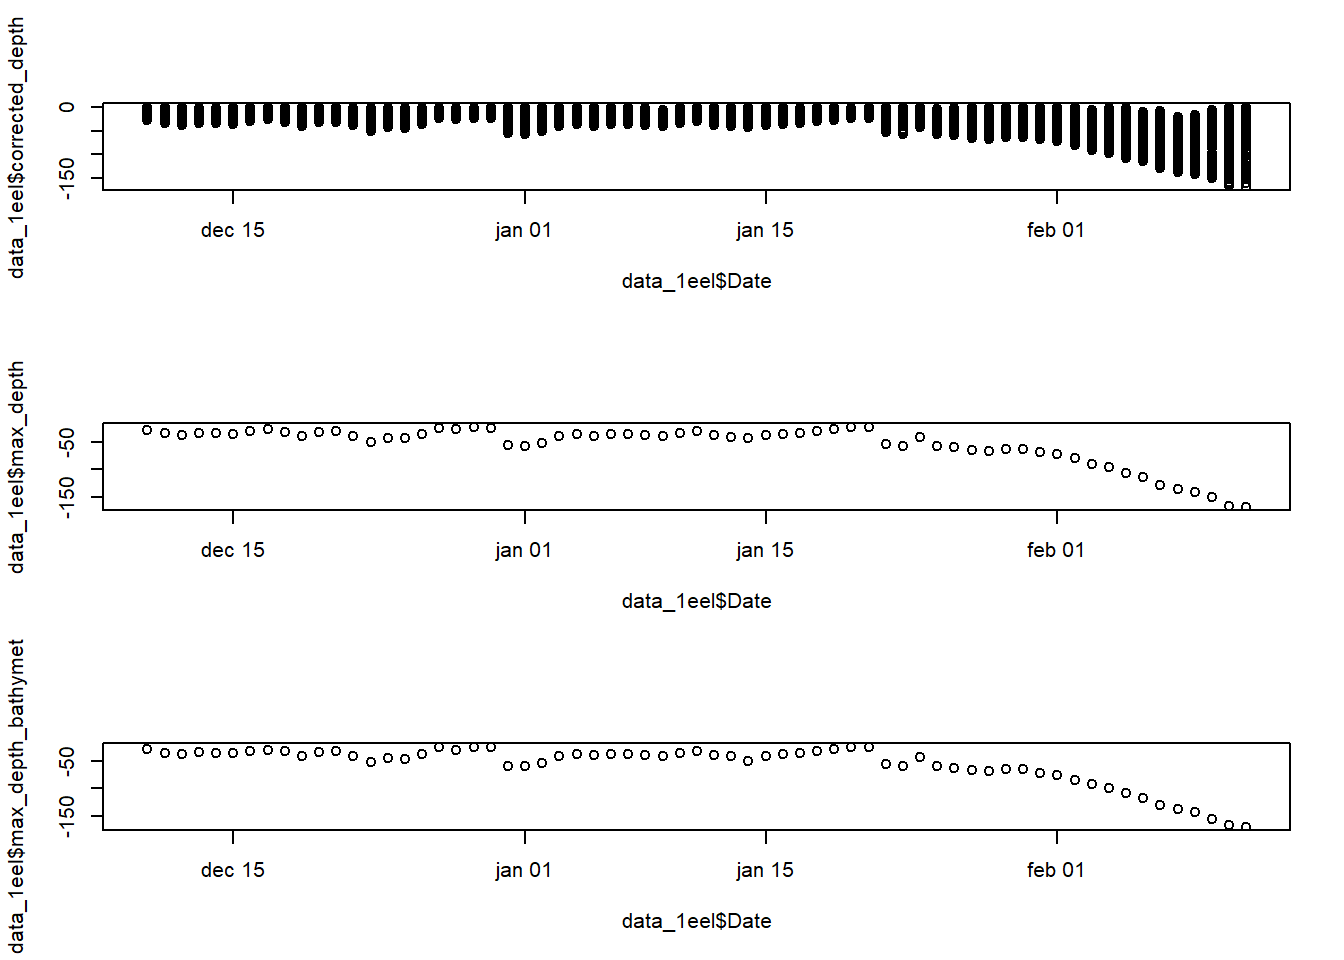 data_1eel$corrected_depth
0
-150
dec 15
jan 01
jan 15
feb 01
data_1eel$Date
data_1eel$max_depth
-50
-150
dec 15
jan 01
jan 15
feb 01
data_1eel$Date
data_1eel$max_depth_bathymet
-50
-150
dec 15
jan 01
jan 15
feb 01
data_1eel$Date